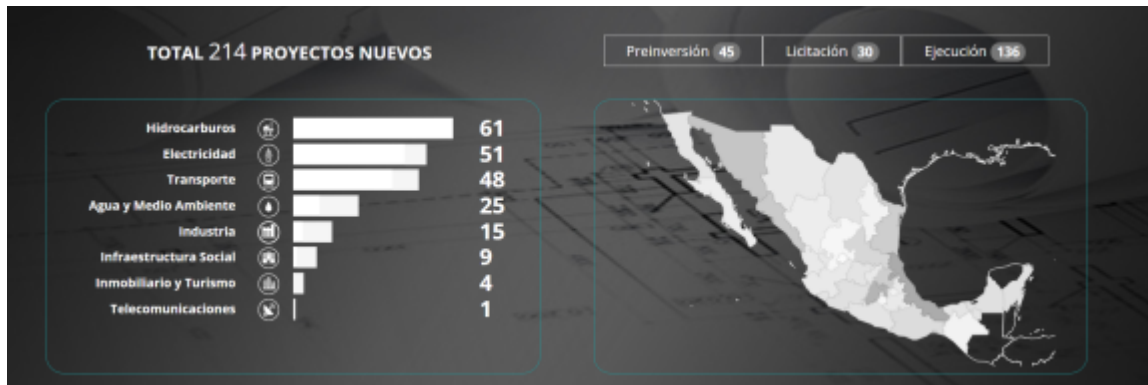 TOTAL 214 PROYECTOS NUEVOS
Preinversión 45
Licitación 30
Ejecución 136
Hidrocarburos 61
Electricidad 51
Transporte 48
Agua y Medio Ambiente 25
Industria 15
Infraestructura Social 9
Inmobiliario y Turismo 4
Telecomunicaciones 1